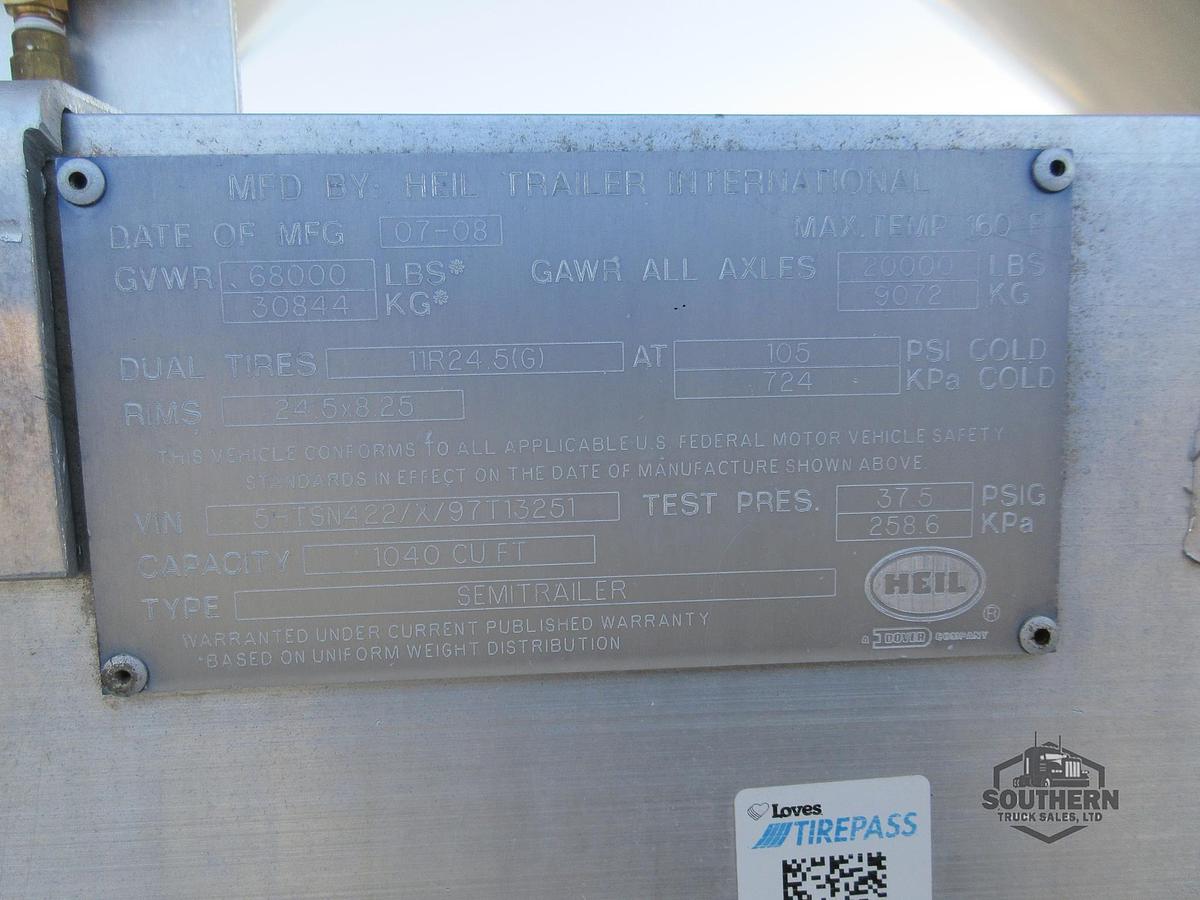 MFD BY: HEIL TRAILER INTERNATIONAL
DATE OF MFG 07-08 MAX. TEMP 160 F
GVWR 68000 LBS* GAWR ALL AXLES 20000 LBS
30844 KG* 9072 KG
DUAL TIRES 11R24.5(G) AT 105 PSI COLD
724 KPa COLD
RIMS 24.5x8.25
THIS VEHICLE CONFORMS TO ALL APPLICABLE U.S. FEDERAL MOTOR VEHICLE SAFETY
STANDARDS IN EFFECT ON THE DATE OF MANUFACTURE SHOWN ABOVE.
VIN 5HTSN422/X/97T13251 TEST PRES. 37.5 PSIG
258.6 KPa
CAPACITY 1040 CU FT
TYPE SEMITRAILER
HEIL ®
WARRANTED UNDER CURRENT PUBLISHED WARRANTY
A DOVER COMPANY
*BASED ON UNIFORM WEIGHT DISTRIBUTION
Loves
TIREPASS
SOUTHERN
TRUCK SALES, LTD